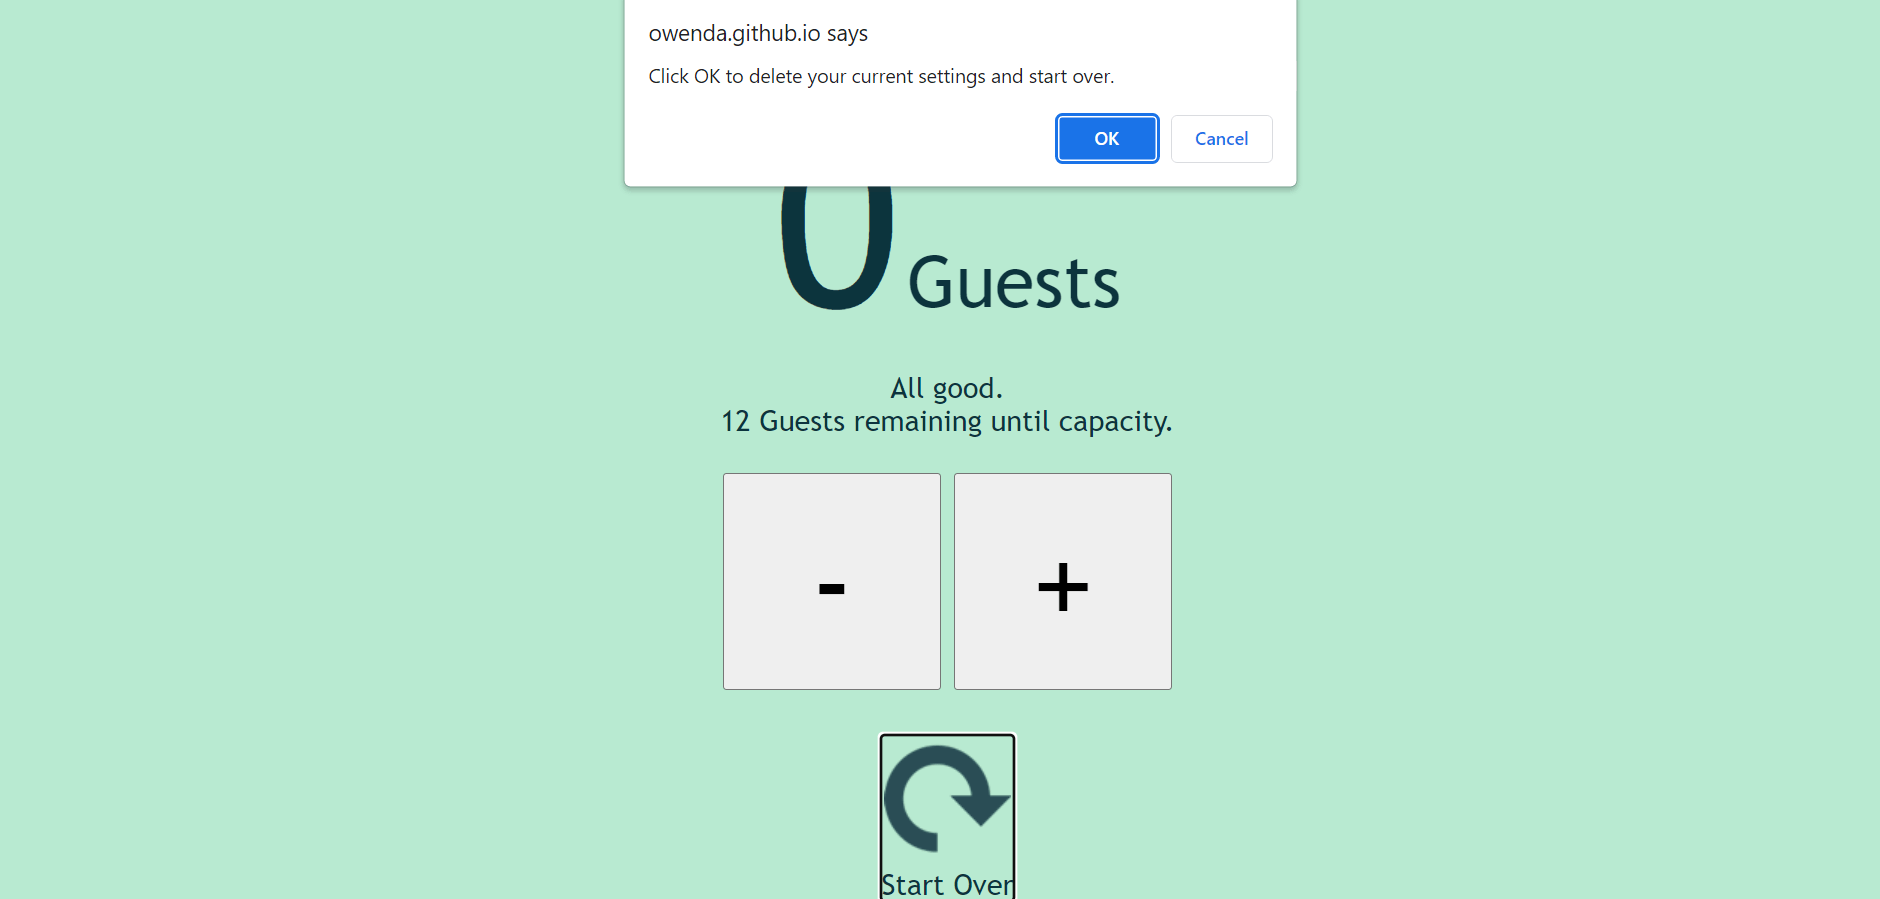 owenda.github.io says
Click OK to delete your current settings and start over.
OK Cancel
0 Guests
All good.
12 Guests remaining until capacity.
- +
Start Over